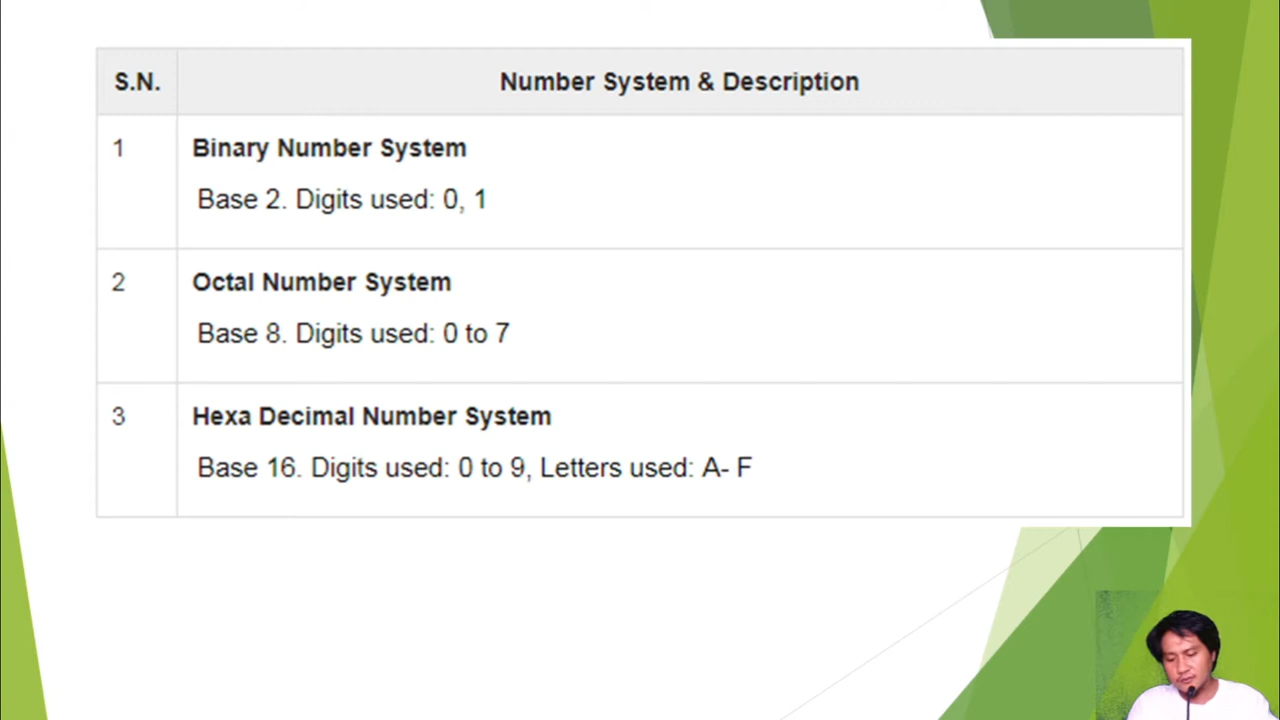 S.N.
Number System & Description
1
Binary Number System
Base 2. Digits used: 0, 1
2
Octal Number System
Base 8. Digits used: 0 to 7
3
Hexa Decimal Number System
Base 16. Digits used: 0 to 9, Letters used: A- F